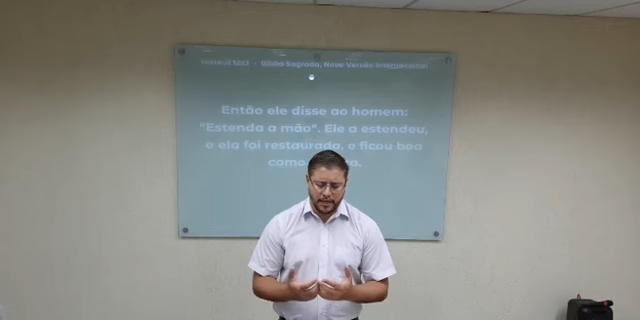 Mateus 12:13 - Bíblia Sagrada, Nova Versão Internacional
Então ele disse ao homem:
"Estenda a mão". Ele a estendeu,
e ela foi restaurada, e ficou boa
como